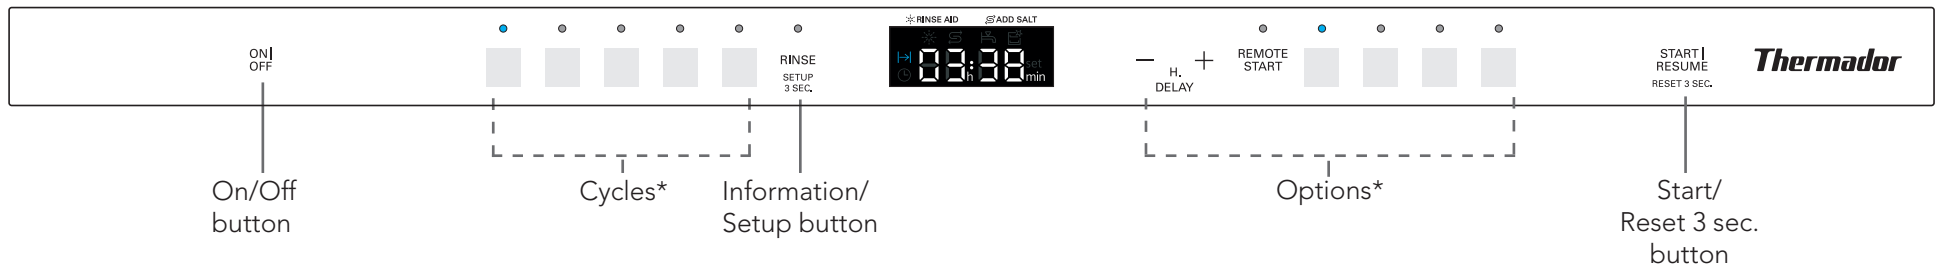 RINSE AID ADD SALT
ON
OFF
RINSE
SETUP
3 SEC.
03:38
h
set
min
H.
DELAY
REMOTE
START
START
RESUME
RESET 3 SEC.
Thermador
On/Off
button
Cycles*
Information/
Setup button
Options*
Start/
Reset 3 sec.
button